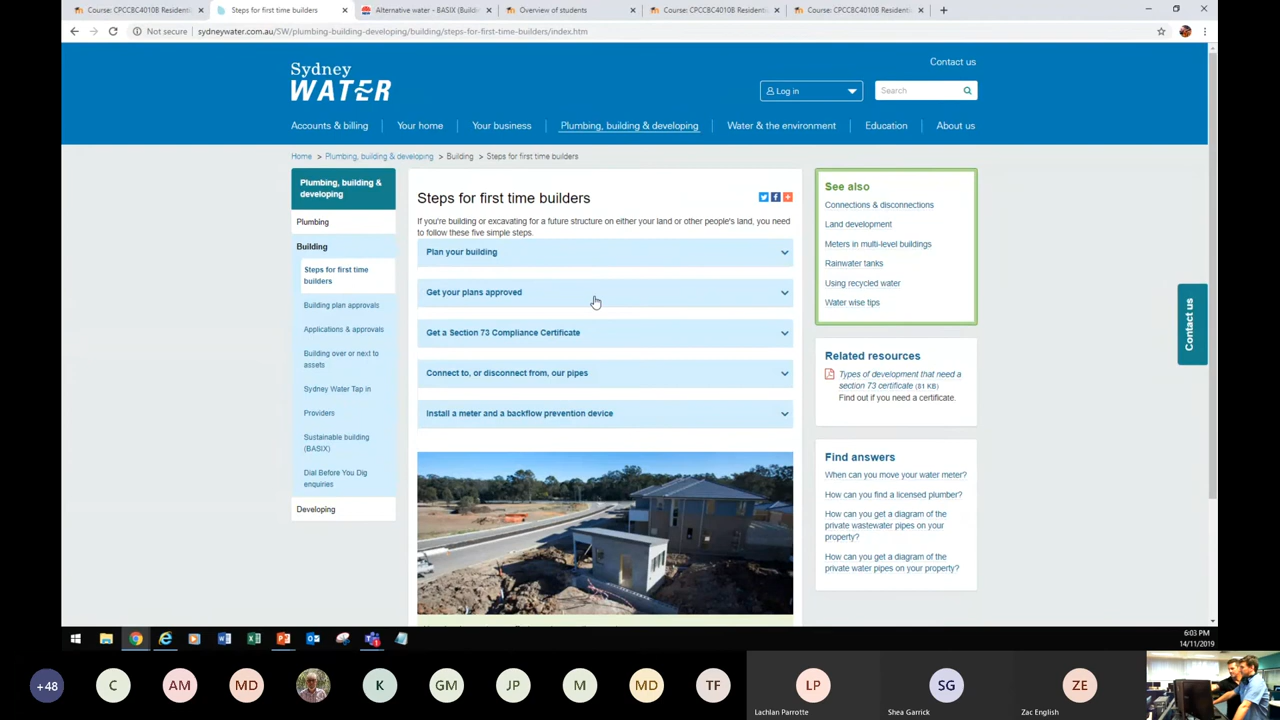 Course: CPCCBC4010B Residenti
Steps for first time builders
Alternative water - BASIX (Buildin
Overview of students
Course: CPCCBC4010B Residenti
Course: CPCCBC4010B Residenti
Not secure
sydneywater.com.au/SW/plumbing-building-developing/building/steps-for-first-time-builders/index.htm
Contact us
Sydney
WATER
Log in
Search
Accounts & billing
Your home
Your business
Plumbing, building & developing
Water & the environment
Education
About us
Home > Plumbing, building & developing > Building > Steps for first time builders
Plumbing, building &
developing
Plumbing
Building
Steps for first time
builders
Building plan approvals
Applications & approvals
Building over or next to
assets
Sydney Water Tap in
Providers
Sustainable building
(BASIX)
Dial Before You Dig
enquiries
Developing
Steps for first time builders
If you're building or excavating for a future structure on either your land or other people's land, you need
to follow these five simple steps.
Plan your building
Get your plans approved
Get a Section 73 Compliance Certificate
Connect to, or disconnect from, our pipes
Install a meter and a backflow prevention device
See also
Connections & disconnections
Land development
Meters in multi-level buildings
Rainwater tanks
Using recycled water
Water wise tips
Related resources
Types of development that need a
section 73 certificate (81 KB)
Find out if you need a certificate.
Find answers
When can you move your water meter?
How can you find a licensed plumber?
How can you get a diagram of the
private wastewater pipes on your
property?
How can you get a diagram of the
private water pipes on your property?
Contact us
6:03 PM
14/11/2019
+48
C
AM
MD
K
GM
JP
M
MD
TF
LP
SG
ZE
Lachlan Parrotte
Shea Garrick
Zac English